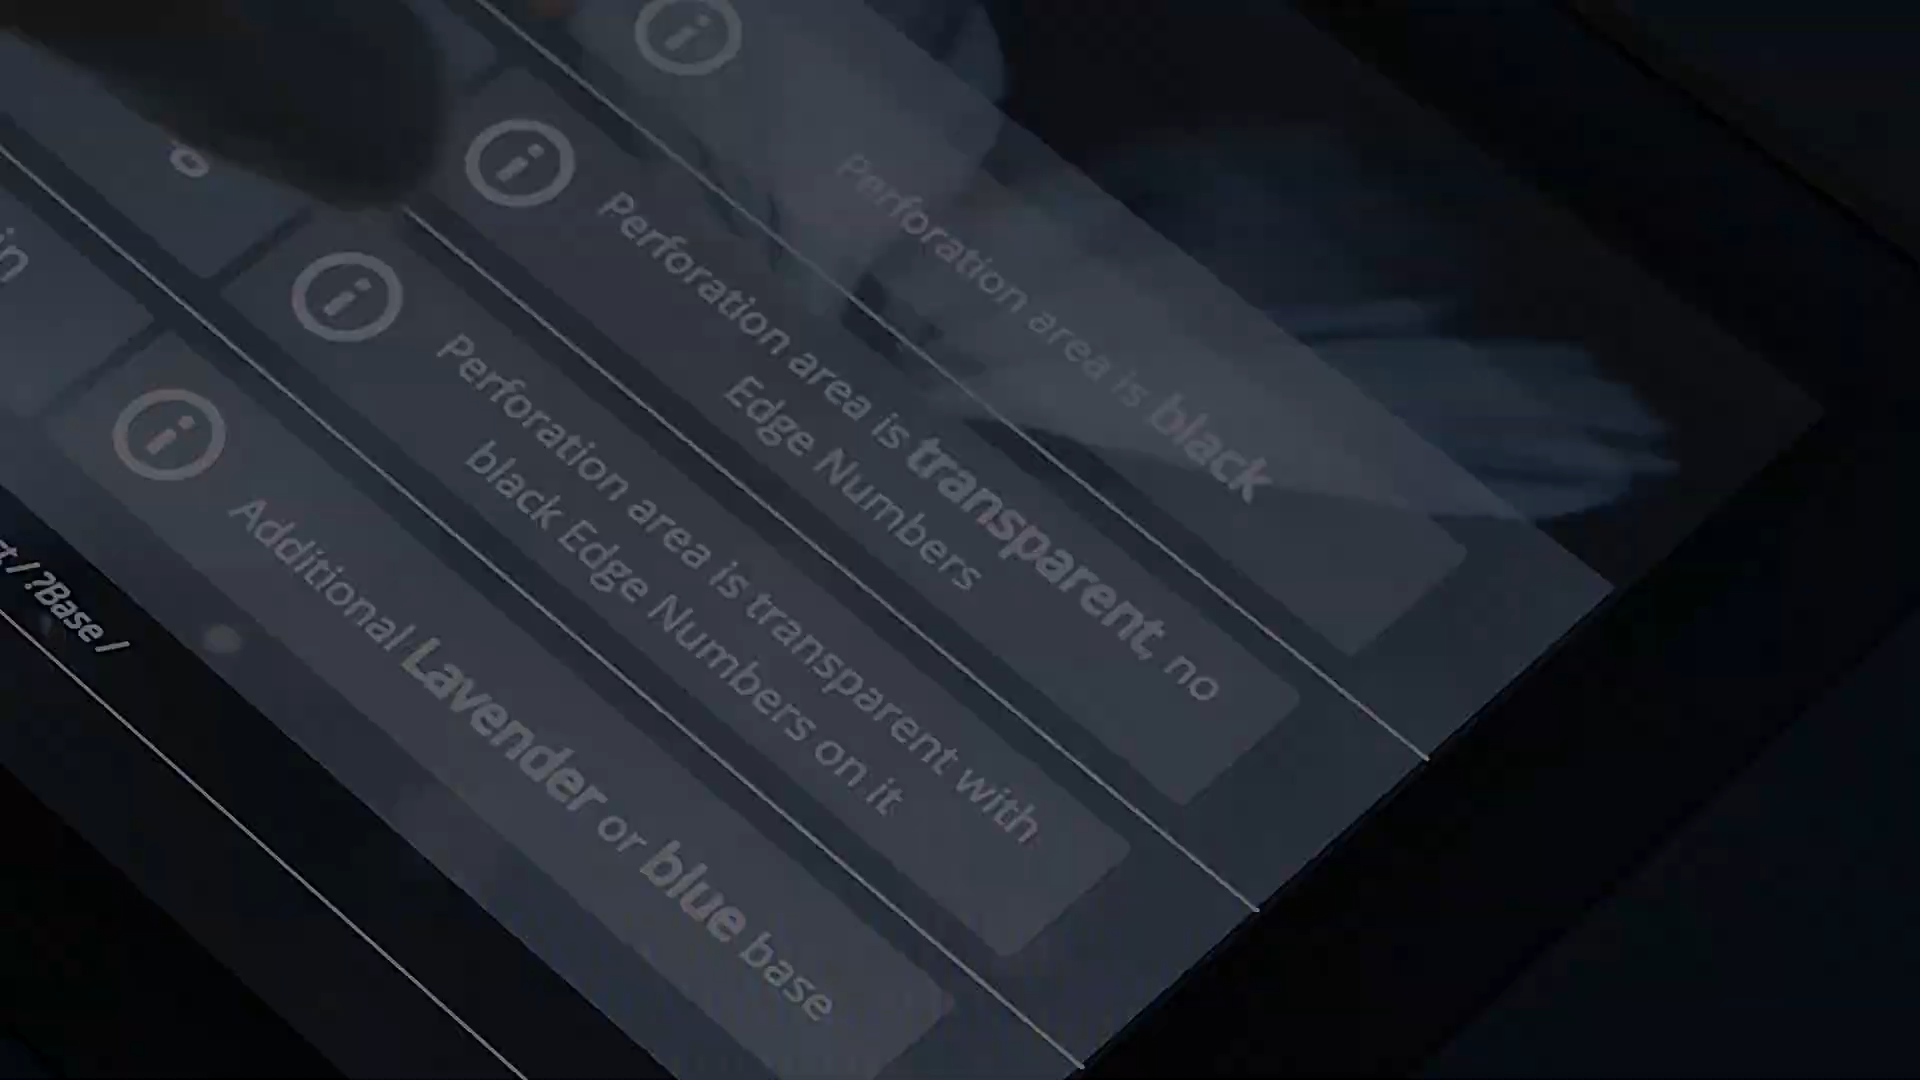 Perforation area is black
Perforation area is transparent, no
Edge Numbers
Perforation area is transparent with
black Edge Numbers on it
Additional Lavender or blue base
?Base /